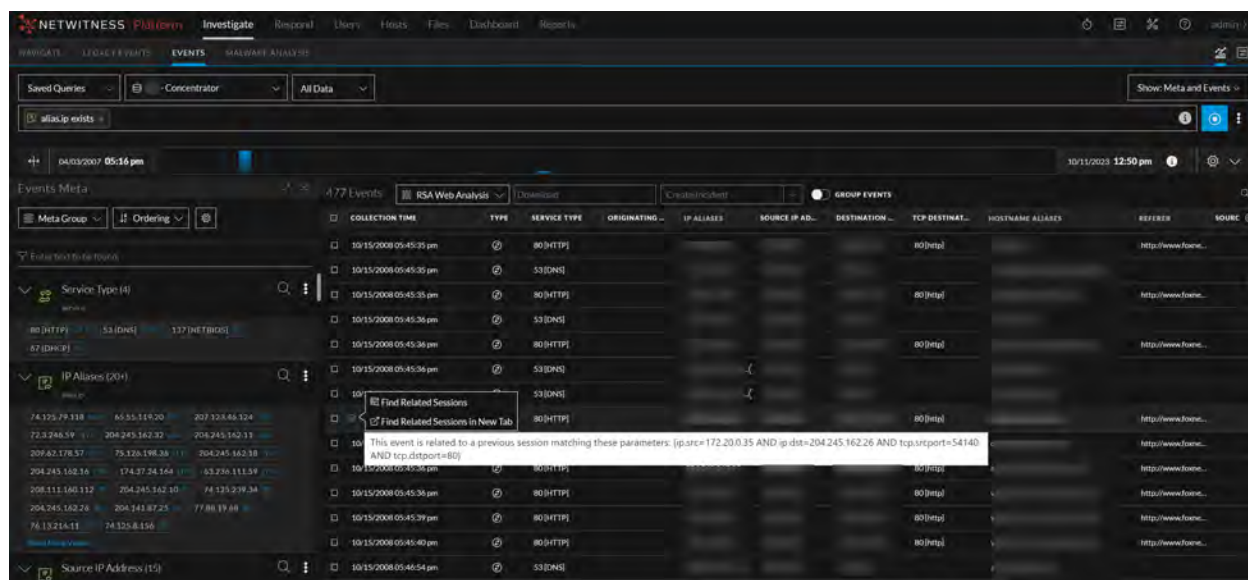 NETWITNESS Platform Investigate Respond Users Hosts Files Dashboard Reports admin
NAVIGATE LEGACY EVENTS EVENTS MALWARE ANALYSIS
Saved Queries - Concentrator All Data Show: Meta and Events
alias.ip exists
04/03/2007 05:16 pm 10/11/2023 12:50 pm
Events Meta 477 Events RSA Web Analysis Download Create Incident GROUP EVENTS
Meta Group Ordering COLLECTION TIME TYPE SERVICE TYPE ORIGINATING ... IP ALIASES SOURCE IP AD... DESTINATION ... TCP DESTINAT... HOSTNAME ALIASES REFERER SOURC
10/15/2008 05:45:35 pm 80 [HTTP] 80 [http] http://www.foxne...
10/15/2008 05:45:35 pm 53 [DNS]
Service Type (4) 10/15/2008 05:45:35 pm 80 [HTTP] 80 [http] http://www.foxne...
service
10/15/2008 05:45:36 pm 53 [DNS]
80 [HTTP] 53 [DNS] 137 [NETBIOS]
67 [DHCP] 10/15/2008 05:45:36 pm 80 [HTTP] 80 [http] http://www.foxne...
IP Aliases (20+) 10/15/2008 05:45:36 pm 53 [DNS]
alias.ip 53 [DNS]
Find Related Sessions
74.125.79.118 65.55.119.20 207.123.46.124 Find Related Sessions in New Tab 80 [HTTP] 80 [http] http://www.foxne...
72.3.246.59 204.245.162.32 204.245.162.11 This event is related to a previous session matching these parameters: (ip.src=172.20.0.35 AND ip.dst=204.245.162.26 AND tcp.srcport=54140
209.62.178.57 75.126.198.36 204.245.162.18 AND tcp.dstport=80) http://www.foxne...
204.245.162.16 174.37.24.164 63.236.111.59 10/15/2008 05:45:36 pm 80 [HTTP] 80 [http] http://www.foxne...
208.111.160.112 204.245.162.10 74.125.239.34 10/15/2008 05:45:36 pm 80 [HTTP] 80 [http] http://www.foxne...
204.245.162.26 204.141.87.25 77.88.19.68
76.13.214.11 74.125.8.156 10/15/2008 05:45:39 pm 80 [HTTP] 80 [http] http://www.foxne...
10/15/2008 05:45:40 pm 80 [HTTP] 80 [http] http://www.foxne...
Source IP Address (15) 10/15/2008 05:46:54 pm 53 [DNS]